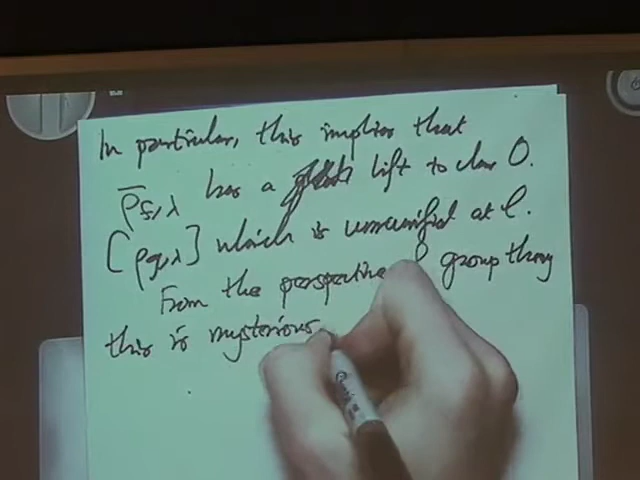 In particular, this implies that
ρ̄f,λ has a lift to char 0.
[ρg,λ] which is unramified at ℓ.
From the perspective of group theory
this is mysterious